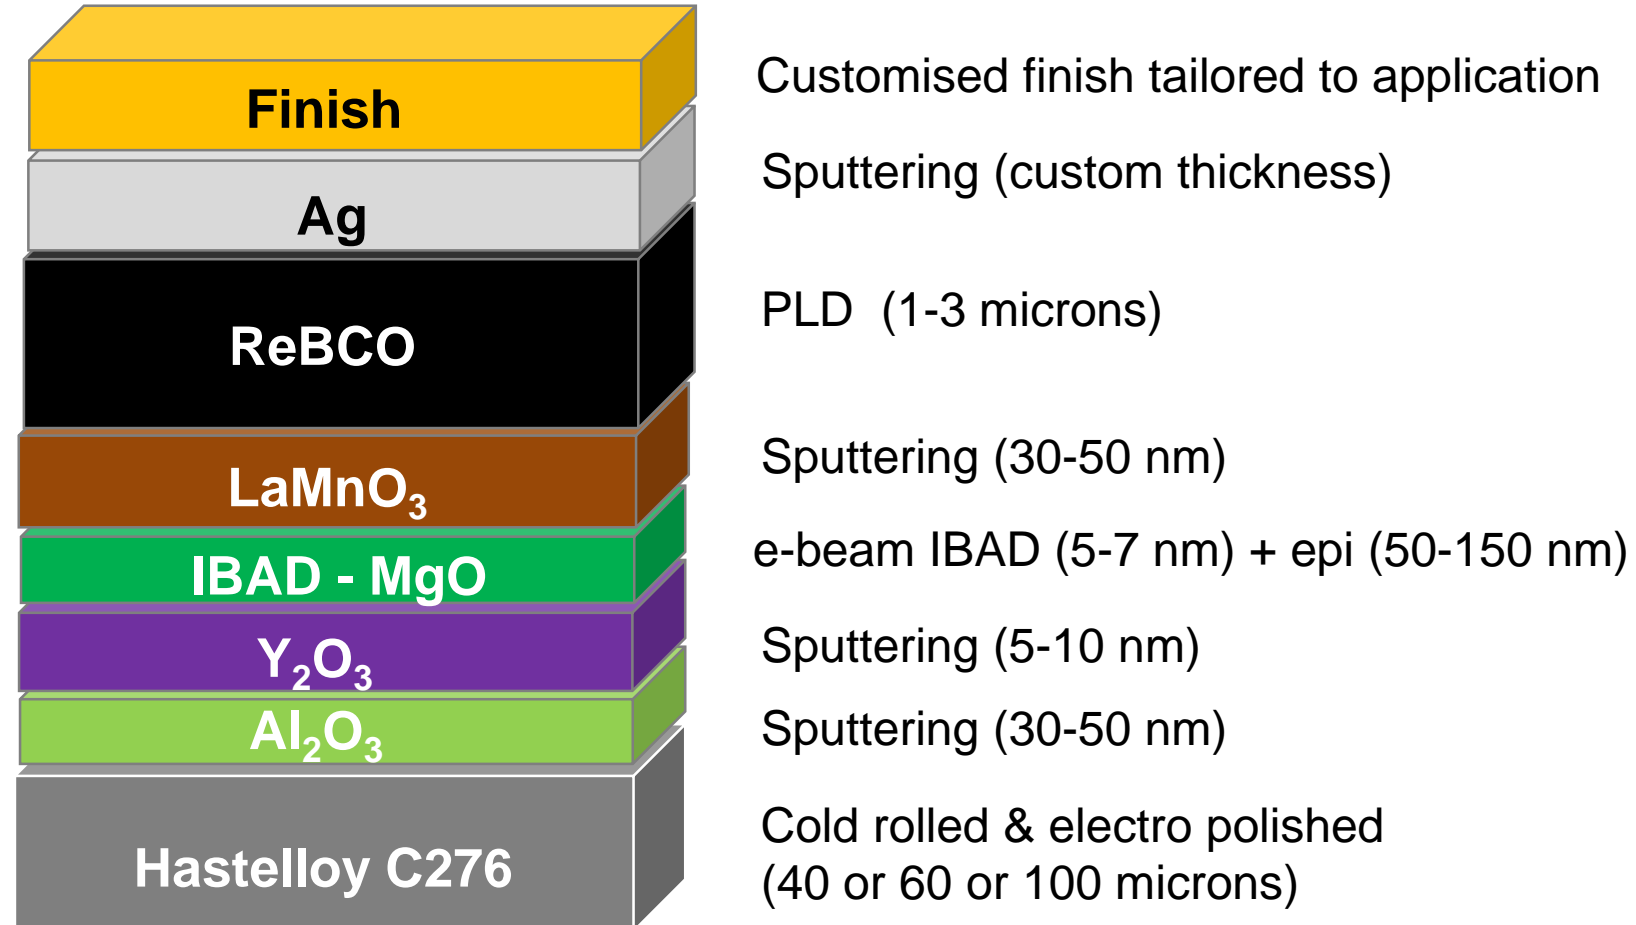 Finish
Customised finish tailored to application
Ag
Sputtering (custom thickness)
ReBCO
PLD (1-3 microns)
LaMnO₃
Sputtering (30-50 nm)
IBAD - MgO
e-beam IBAD (5-7 nm) + epi (50-150 nm)
Y₂O₃
Sputtering (5-10 nm)
Al₂O₃
Sputtering (30-50 nm)
Hastelloy C276
Cold rolled & electro polished
(40 or 60 or 100 microns)